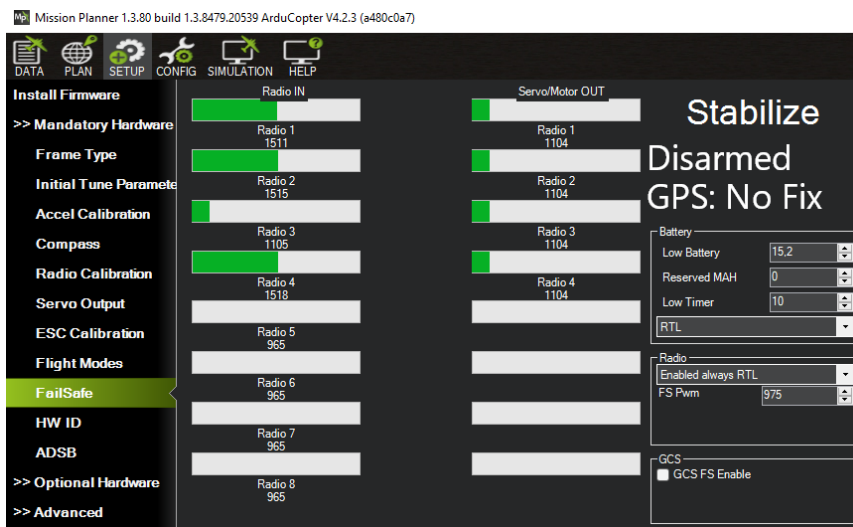 Mission Planner 1.3.80 build 1.3.8479.20539 ArduCopter V4.2.3 (a480c0a7)
DATA PLAN SETUP CONFIG SIMULATION HELP
Install Firmware
>> Mandatory Hardware
Frame Type
Initial Tune Paramete
Accel Calibration
Compass
Radio Calibration
Servo Output
ESC Calibration
Flight Modes
FailSafe
HW ID
ADSB
>> Optional Hardware
>> Advanced
Radio IN
Radio 1
1511
Radio 2
1515
Radio 3
1105
Radio 4
1518
Radio 5
965
Radio 6
965
Radio 7
965
Radio 8
965
Servo/Motor OUT
Radio 1
1104
Radio 2
1104
Radio 3
1104
Radio 4
1104
Stabilize
Disarmed
GPS: No Fix
Battery
Low Battery 15,2
Reserved MAH 0
Low Timer 10
RTL
Radio
Enabled always RTL
FS Pwm 975
GCS
GCS FS Enable